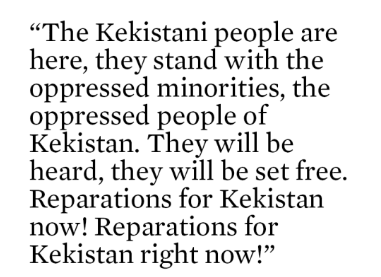 “The Kekistani people are
here, they stand with the
oppressed minorities, the
oppressed people of
Kekistan. They will be
heard, they will be set free.
Reparations for Kekistan
now! Reparations for
Kekistan right now!”